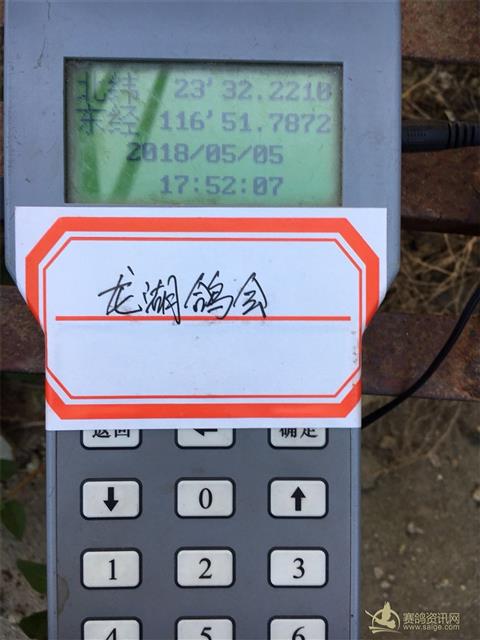 北纬 23'32.2210
东经 116'51.7872
2018/05/05
17:52:07
龙湖鸽会
返回 ← 确定
↓ 0 ↑
1 2 3
4 5 6
赛鸽资讯网
www.saige.com